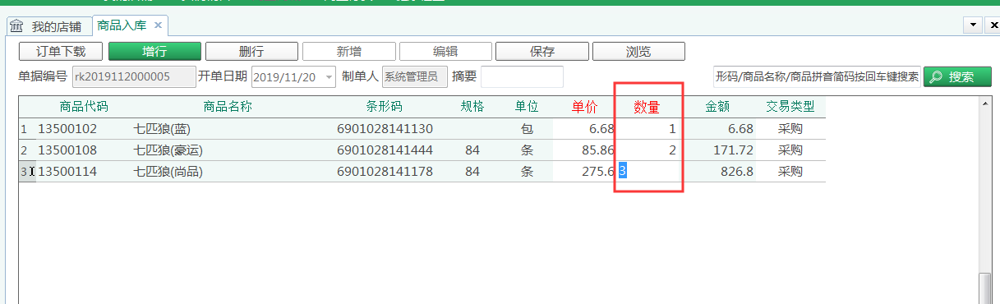 我的店铺 商品入库
订单下载 增行 删行 新增 编辑 保存 浏览
单据编号 rk2019112000005 开单日期 2019/11/20 制单人 系统管理员 摘要 形码/商品名称/商品拼音简码按回车键搜索 搜索
商品代码 商品名称 条形码 规格 单位 单价 数量 金额 交易类型
1 13500102 七匹狼(蓝) 6901028141130 包 6.68 1 6.68 采购
2 13500108 七匹狼(豪运) 6901028141444 84 条 85.86 2 171.72 采购
3 13500114 七匹狼(尚品) 6901028141178 84 条 275.6 3 826.8 采购